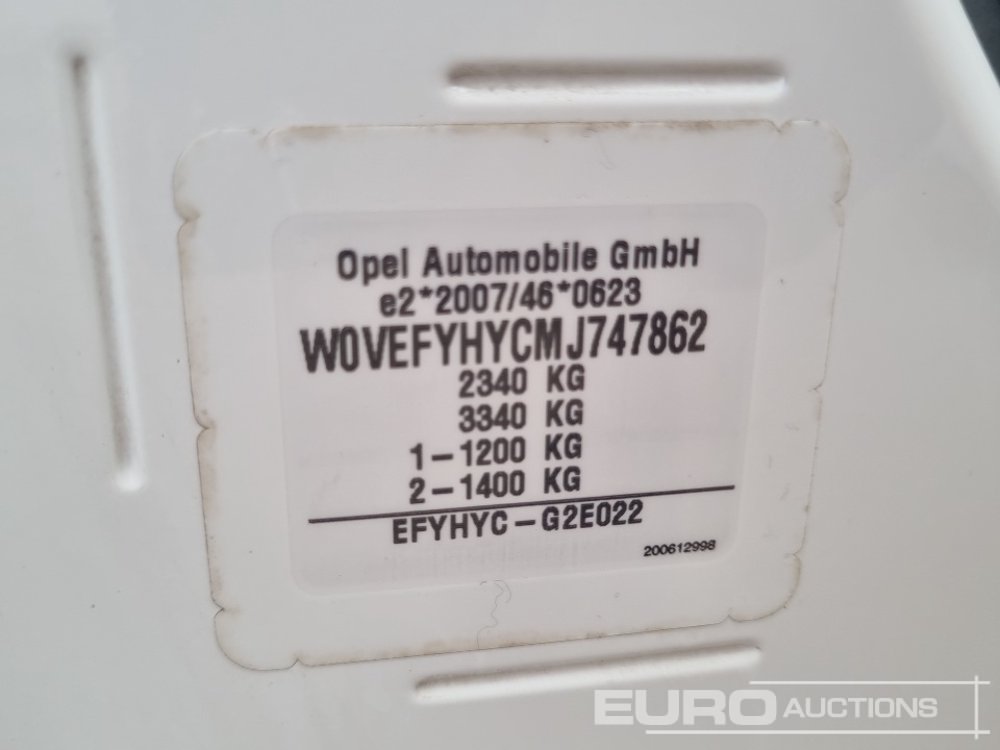 Opel Automobile GmbH
e2*2007/46*0623
W0VEFYHYCMJ747862
2340 KG
3340 KG
1-1200 KG
2-1400 KG
EFYHYC-G2E022
200612998
EURO AUCTIONS